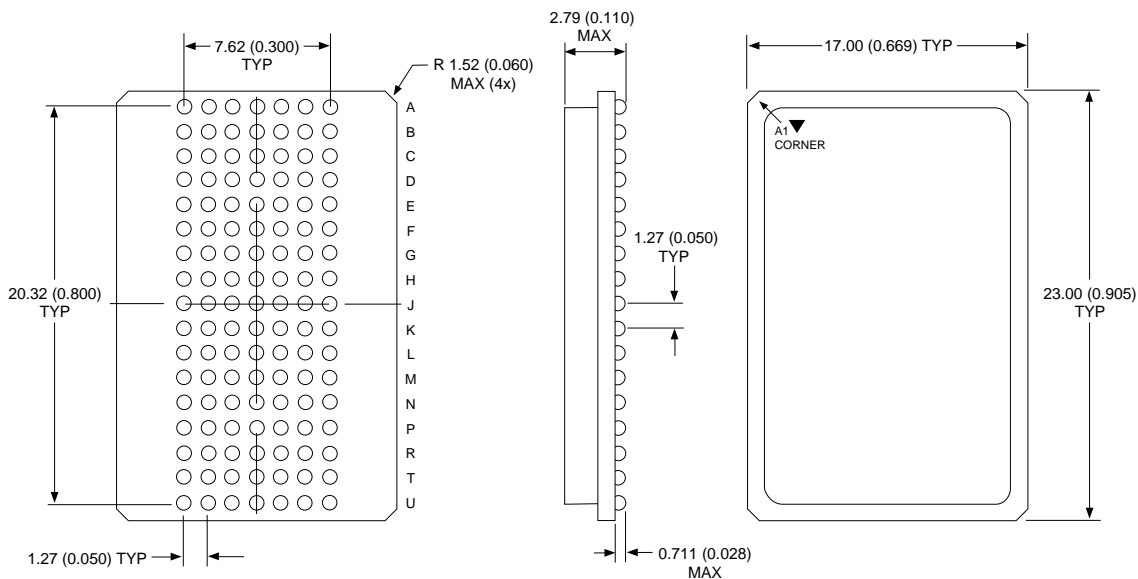 7.62 (0.300)
TYP
R 1.52 (0.060)
MAX (4x)
A
B
C
D
E
F
G
H
J
K
L
M
N
P
R
T
U
20.32 (0.800)
TYP
1.27 (0.050) TYP
2.79 (0.110)
MAX
1.27 (0.050)
TYP
0.711 (0.028)
MAX
17.00 (0.669) TYP
A1
CORNER
23.00 (0.905)
TYP